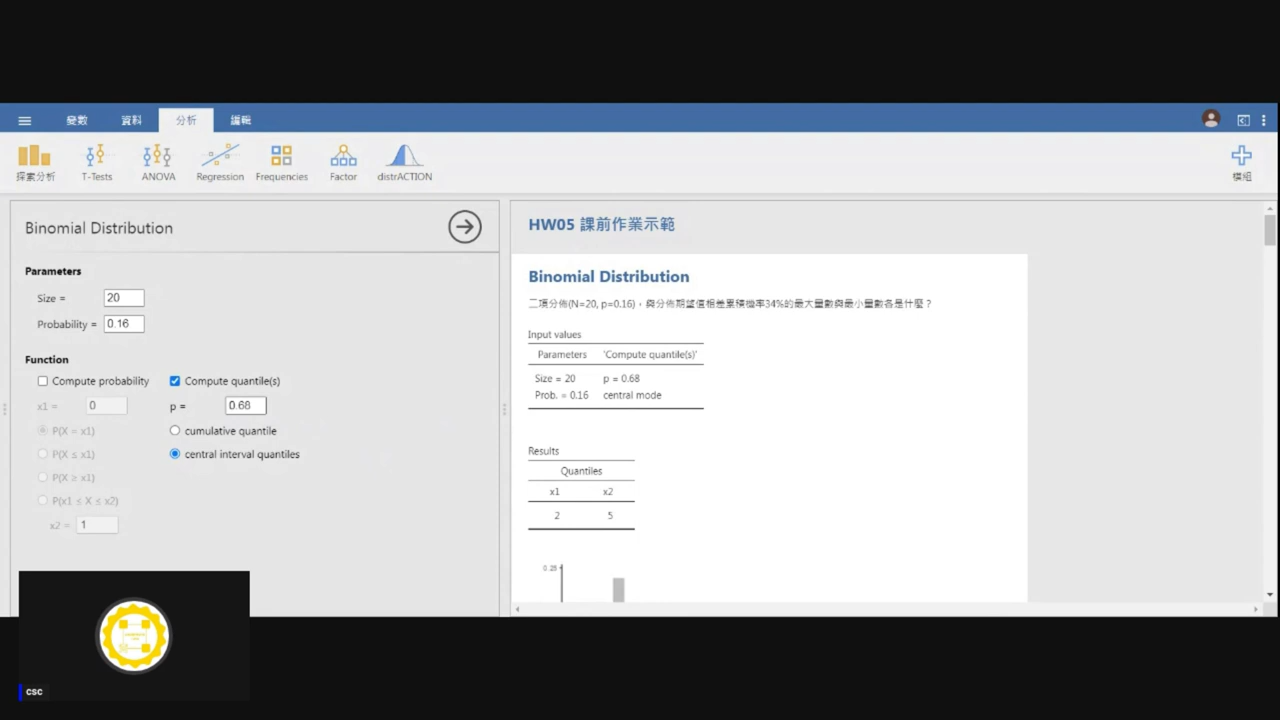 變數 資料 分析 編輯
探索分析 T-Tests ANOVA Regression Frequencies Factor distrACTION 模組
Binomial Distribution
Parameters
Size = 20
Probability = 0.16
Function
Compute probability Compute quantile(s)
x1 = 0 p = 0.68
P(X = x1) cumulative quantile
P(X ≤ x1) central interval quantiles
P(X ≥ x1)
P(x1 ≤ X ≤ x2)
x2 = 1
HW05 課前作業示範
Binomial Distribution
二項分佈(N=20, p=0.16)，與分佈期望值相差累積機率34%的最大量數與最小量數各是什麼？
Input values
Parameters 'Compute quantile(s)'
Size = 20 p = 0.68
Prob. = 0.16 central mode
Results
Quantiles
x1 x2
2 5
0.25
csc